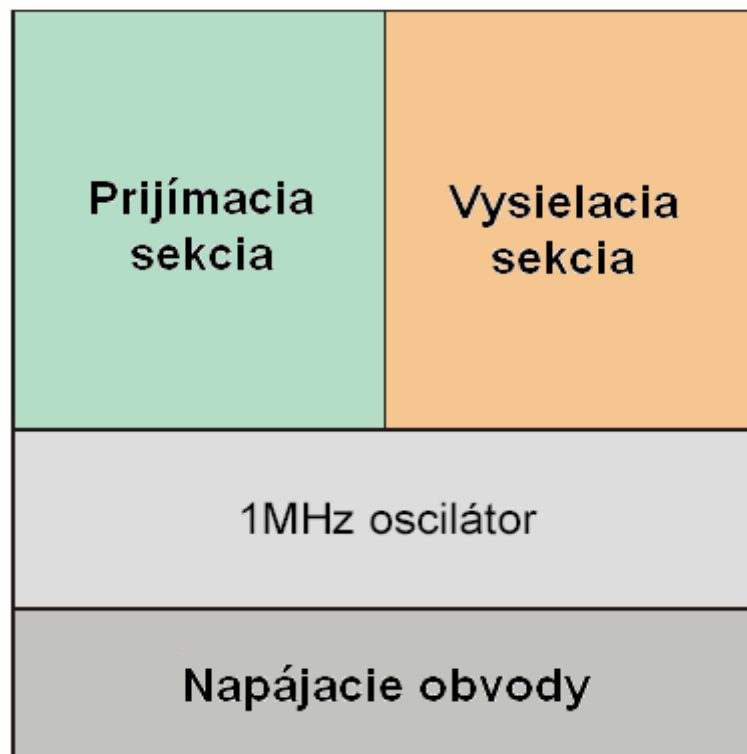 Prijímacia
sekcia
Vysielacia
sekcia
1MHz oscilátor
Napájacie obvody